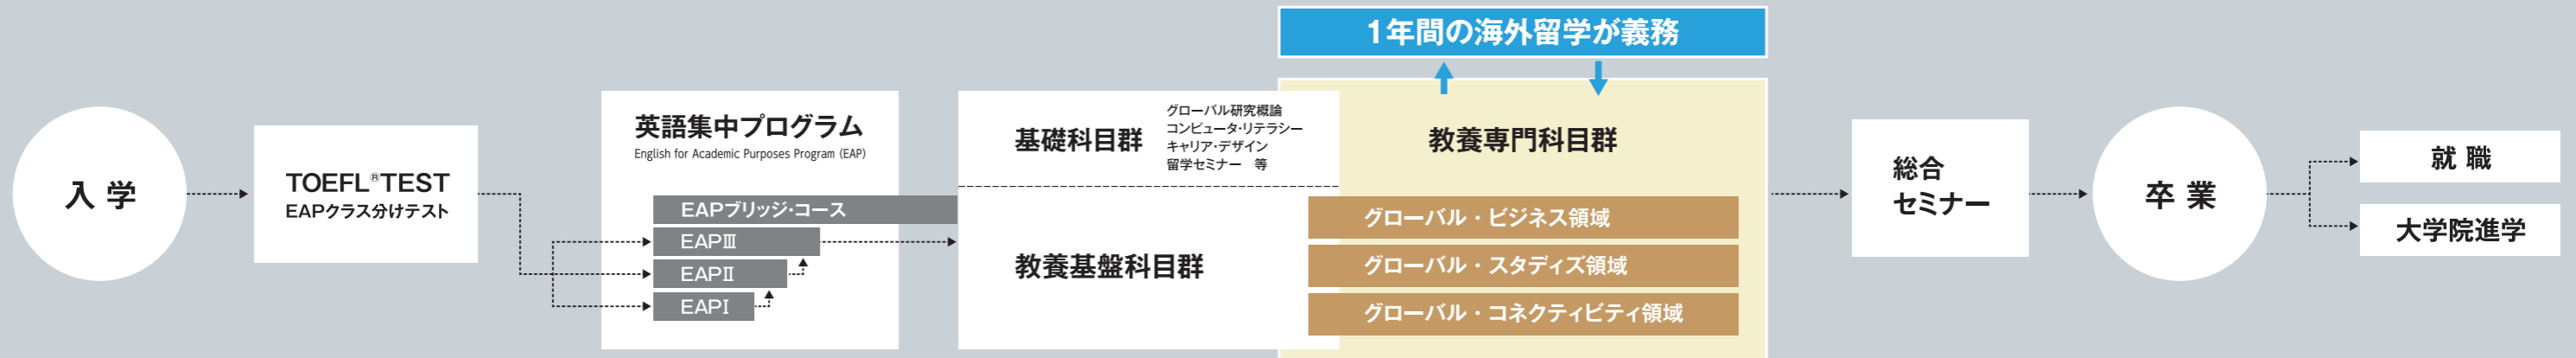 1年間の海外留学が義務
入学
TOEFL®TEST
EAPクラス分けテスト
英語集中プログラム
English for Academic Purposes Program (EAP)
EAPブリッジ・コース
EAPⅢ
EAPⅡ
EAPⅠ
基礎科目群
グローバル研究概論
コンピュータ・リテラシー
キャリア・デザイン
留学セミナー 等
教養基盤科目群
教養専門科目群
グローバル・ビジネス領域
グローバル・スタディズ領域
グローバル・コネクティビティ領域
総合
セミナー
卒業
就職
大学院進学